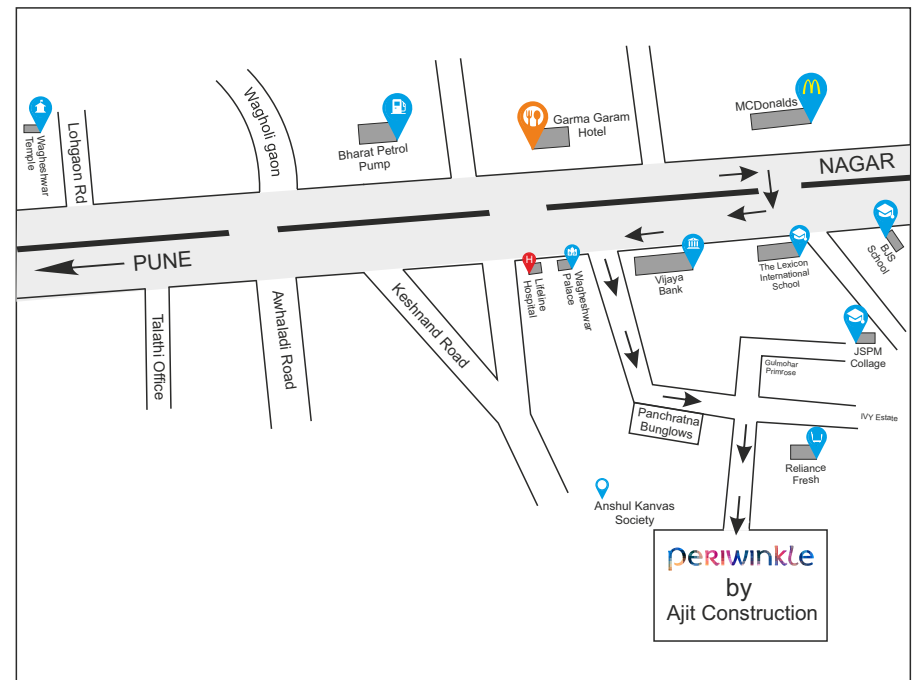 MCDonalds
Garma Garam
Hotel
Wagholi gaon
Bharat Petrol
Pump
Wagheshwar
Temple
Lohgaon Rd
NAGAR
PUNE
BJS
School
The Lexicon
International
School
Vijaya
Bank
Wagheshwar
Palace
H
Lifeline
Hospital
Keshnand Road
Awhaladi Road
Talathi Office
JSPM
Collage
Gulmohar
Primrose
IVY Estate
Panchratna
Bunglows
Reliance
Fresh
Anshul Kanvas
Society
periwinkle
by
Ajit Construction